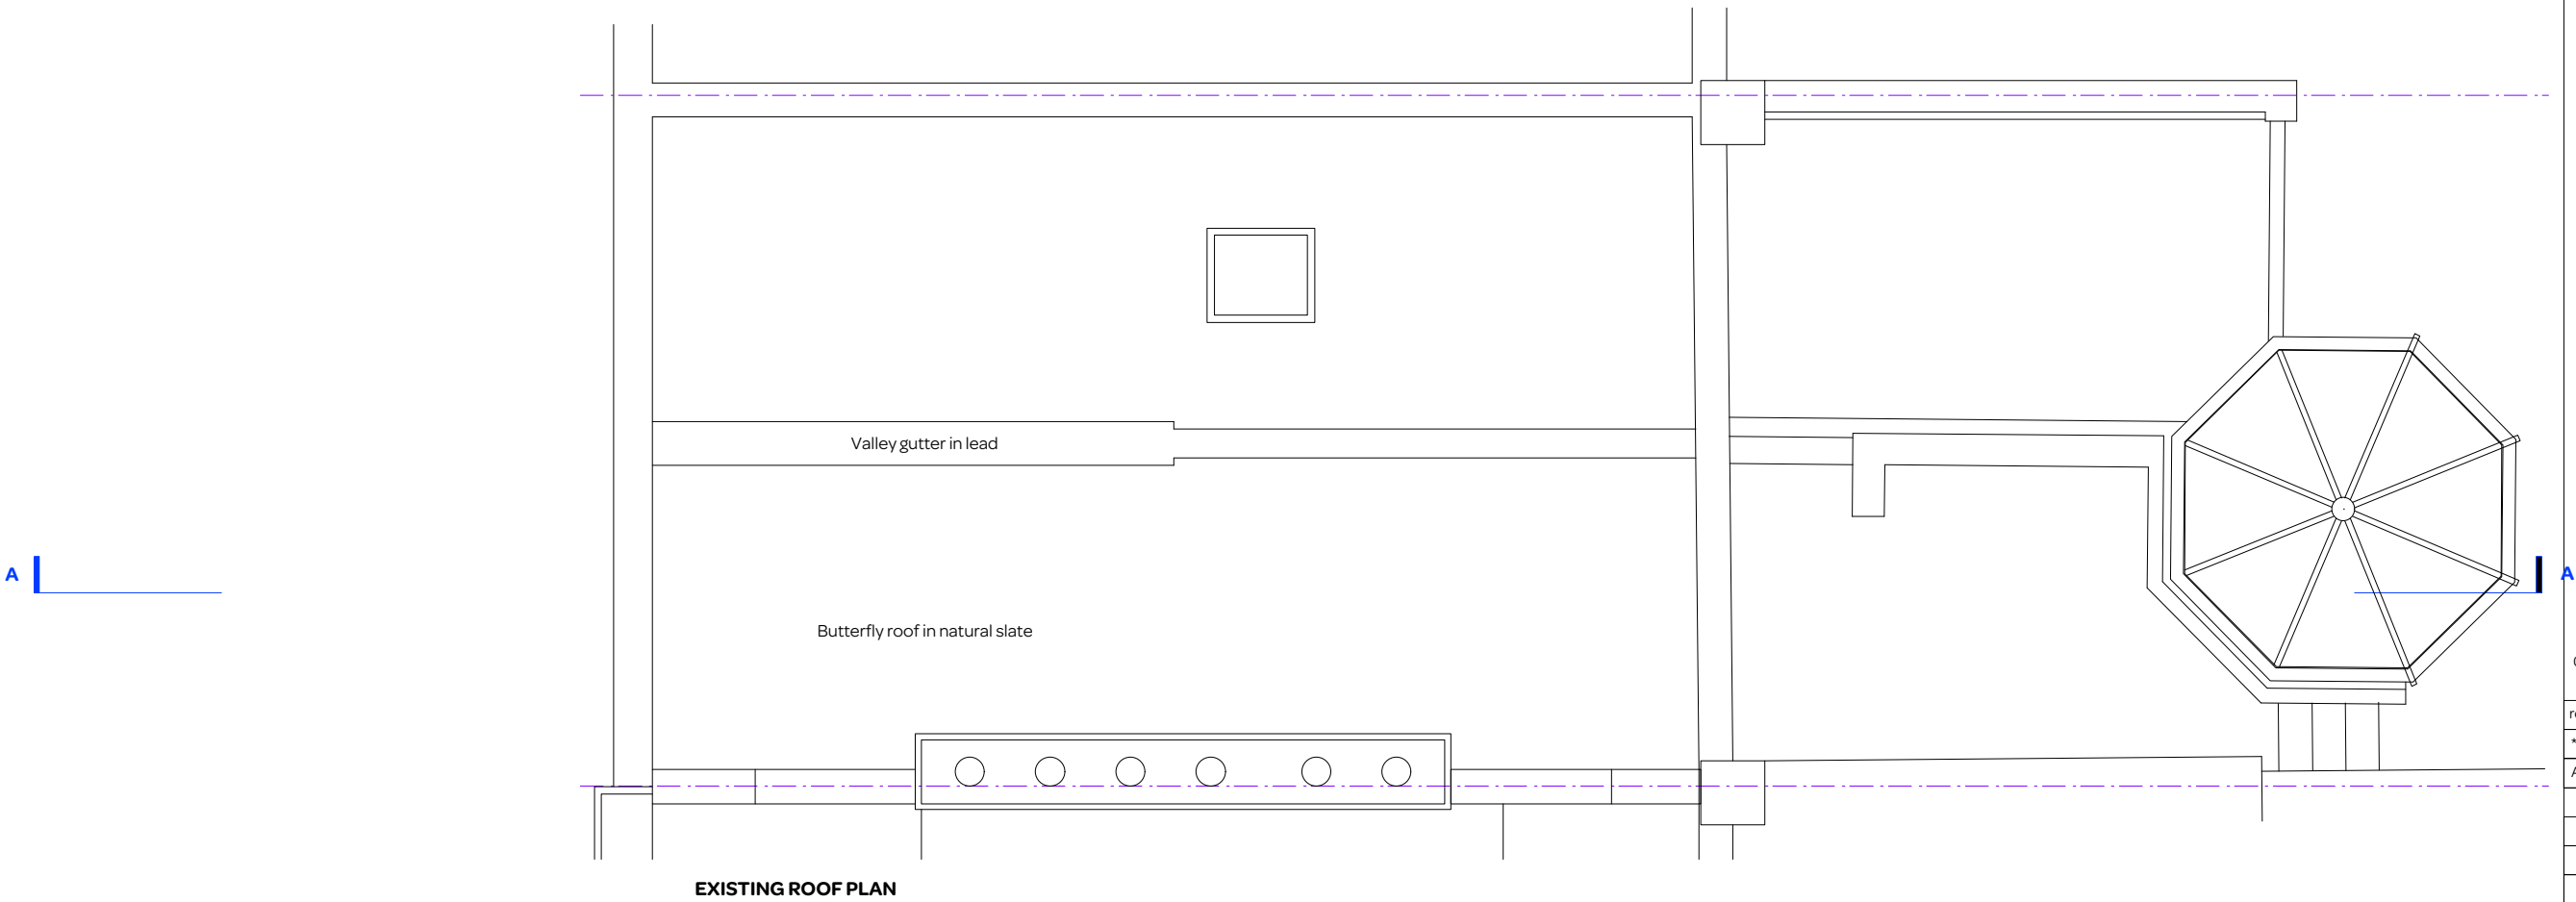 Valley gutter in lead
A
A
Butterfly roof in natural slate
EXISTING ROOF PLAN